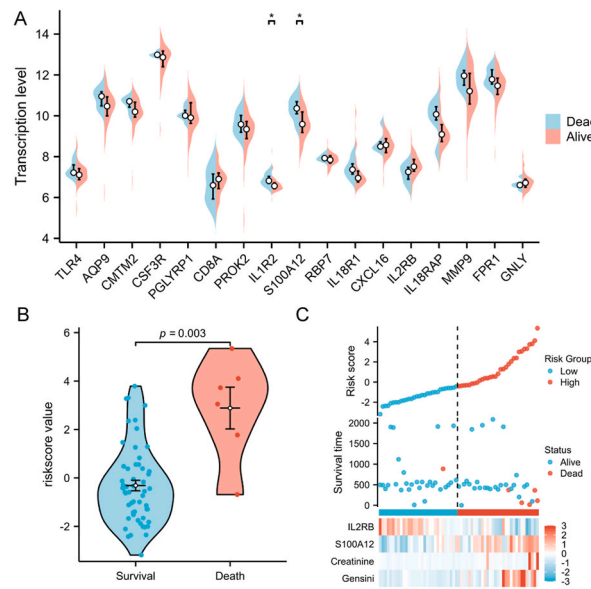 A
* *
Transcription level
14
12
10
8
6
4
Dead
Alive
TLR4
AQP9
CMTM2
CSF3R
PGLYRP1
CD8A
PROK2
IL1R2
S100A12
RBP7
IL18R1
CXCL16
IL2RB
IL18RAP
MMP9
FPR1
GNLY
B
p = 0.003
riskscore value
6
4
2
0
-2
Survival
Death
C
Risk score
4
2
0
-2
Risk Group
Low
High
Survival time
2000
1500
1000
500
0
Status
Alive
Dead
IL2RB
S100A12
Creatinine
Gensini
3
2
1
0
-1
-2
-3